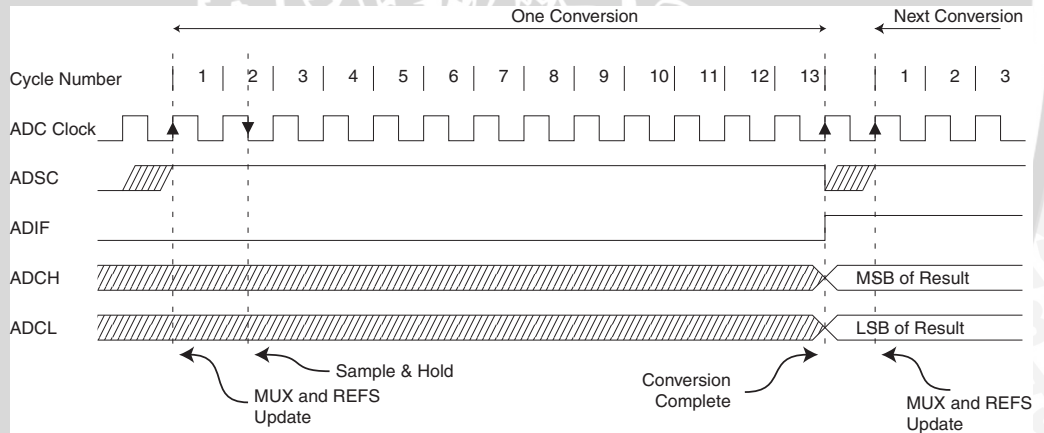 One Conversion
Next Conversion
Cycle Number 1 2 3 4 5 6 7 8 9 10 11 12 13 1 2 3
ADC Clock
ADSC
ADIF
ADCH
MSB of Result
ADCL
LSB of Result
Sample & Hold
MUX and REFS
Update
Conversion
Complete
MUX and REFS
Update